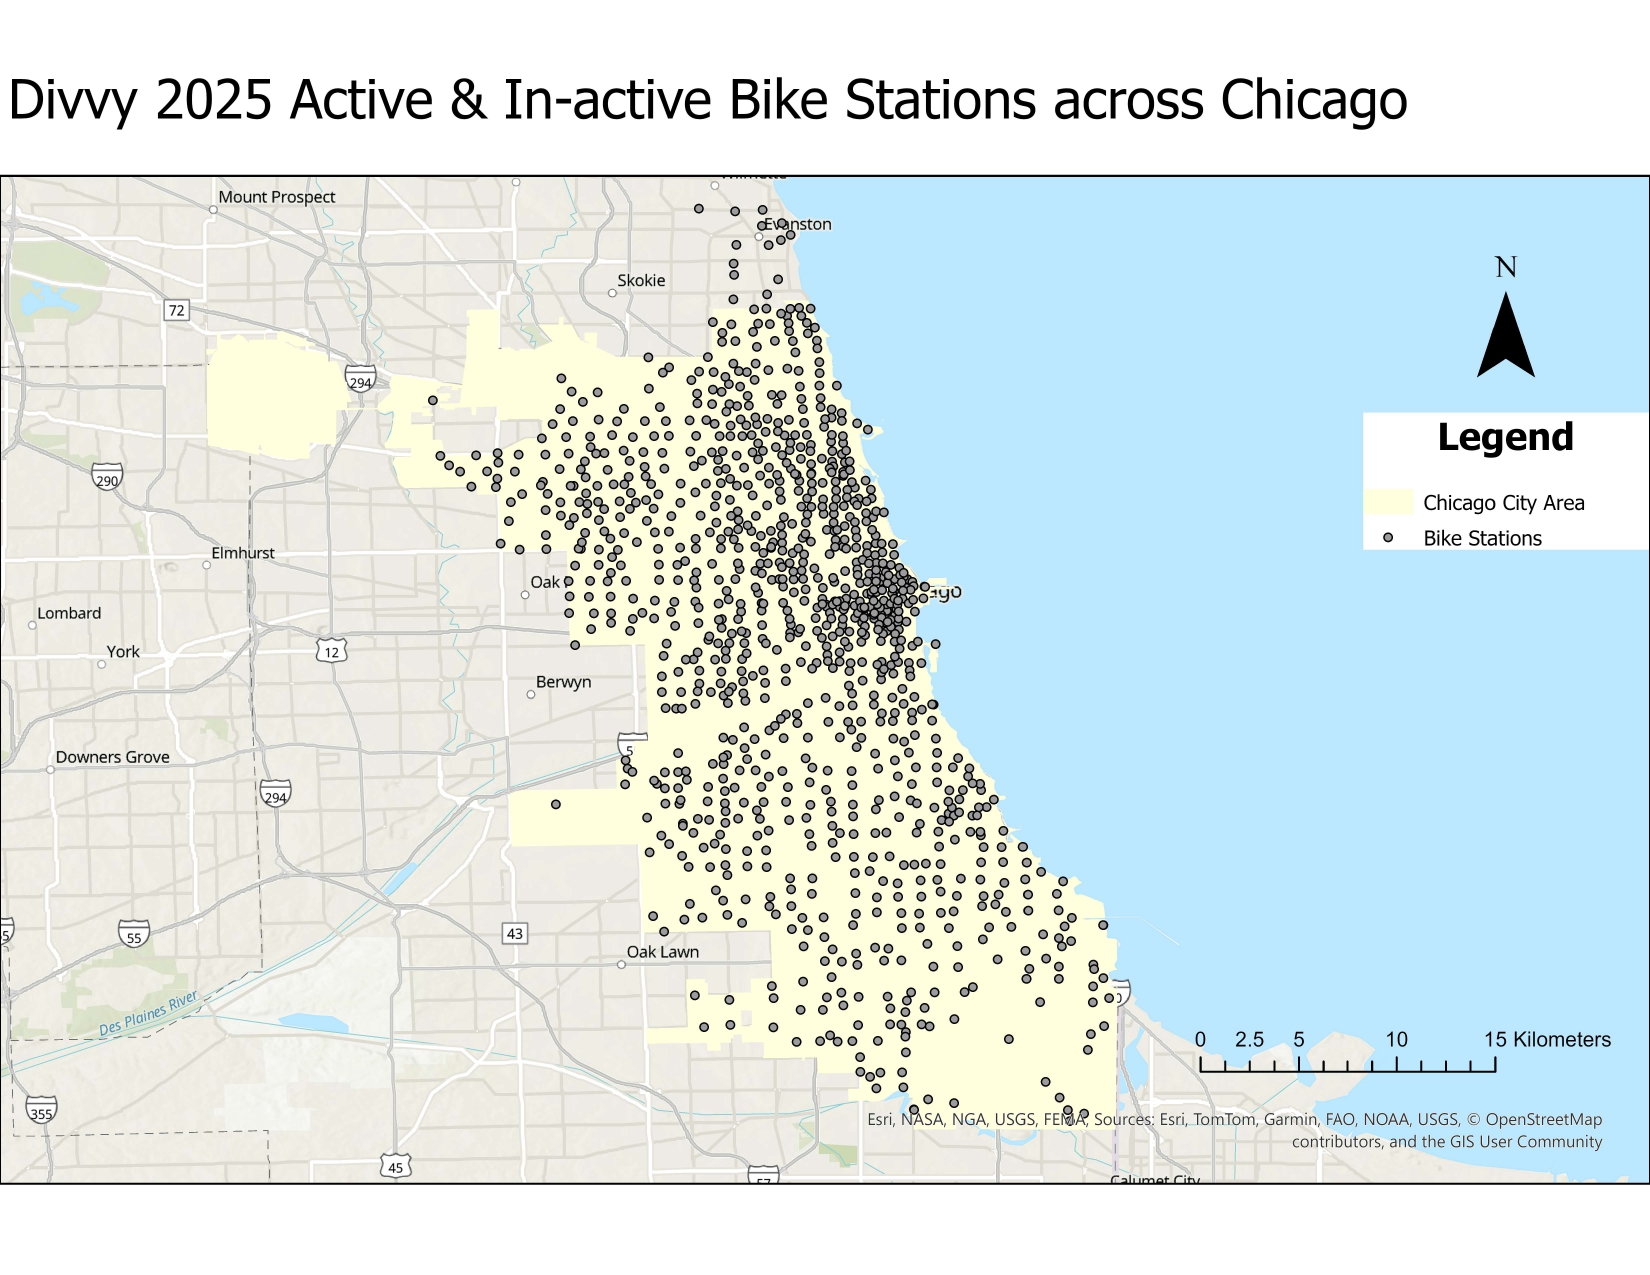 Divvy 2025 Active & In-active Bike Stations across Chicago
Mount Prospect
Evanston
Skokie
N
72
294
Legend
290
Chicago City Area
Bike Stations
Elmhurst
Oak
ago
Lombard
York
12
Berwyn
5
Downers Grove
294
55
43
Oak Lawn
Des Plaines River
0 2.5 5 10 15 Kilometers
355
Esri, NASA, NGA, USGS, FEMA, Sources: Esri, TomTom, Garmin, FAO, NOAA, USGS, © OpenStreetMap
contributors, and the GIS User Community
45
57
Calumet City